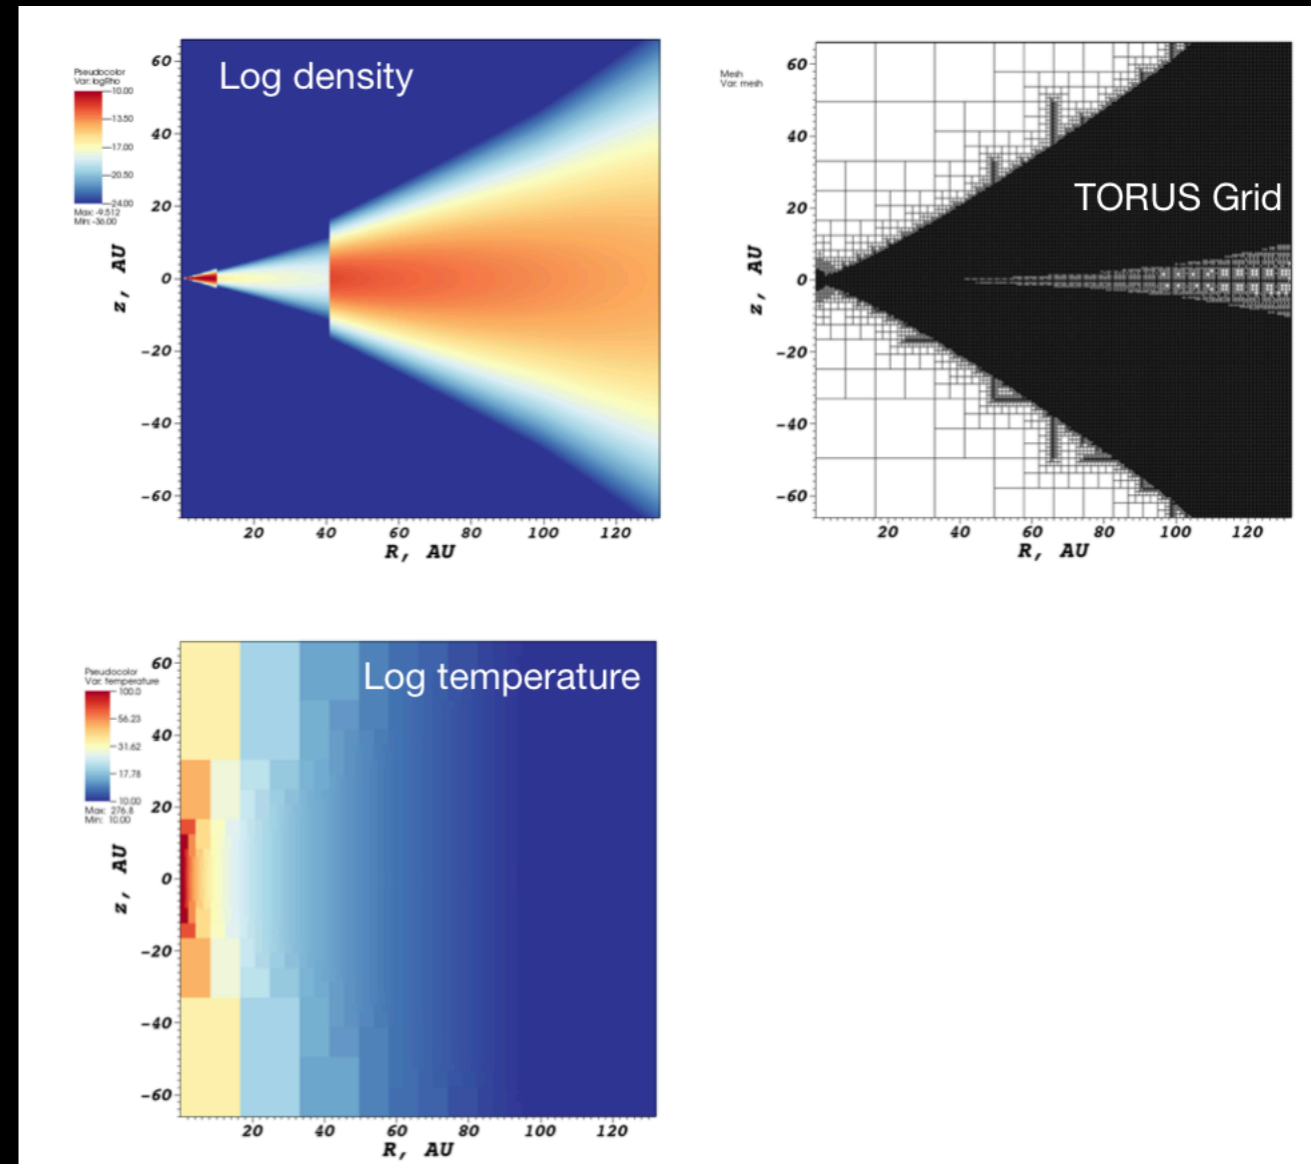 Log density
Pseudocolor
Var: logRho
-10.00
-13.50
-17.00
-20.50
-24.00
Max: -9.512
Min: -36.00
60
40
20
0
-20
-40
-60
z, AU
20 40 60 80 100 120
R, AU
TORUS Grid
Mesh
Var: mesh
60
40
20
0
-20
-40
-60
z, AU
20 40 60 80 100 120
R, AU
Log temperature
Pseudocolor
Var: temperature
100.0
56.23
31.62
17.78
10.00
Max: 276.8
Min: 10.00
60
40
20
0
-20
-40
-60
z, AU
20 40 60 80 100 120
R, AU